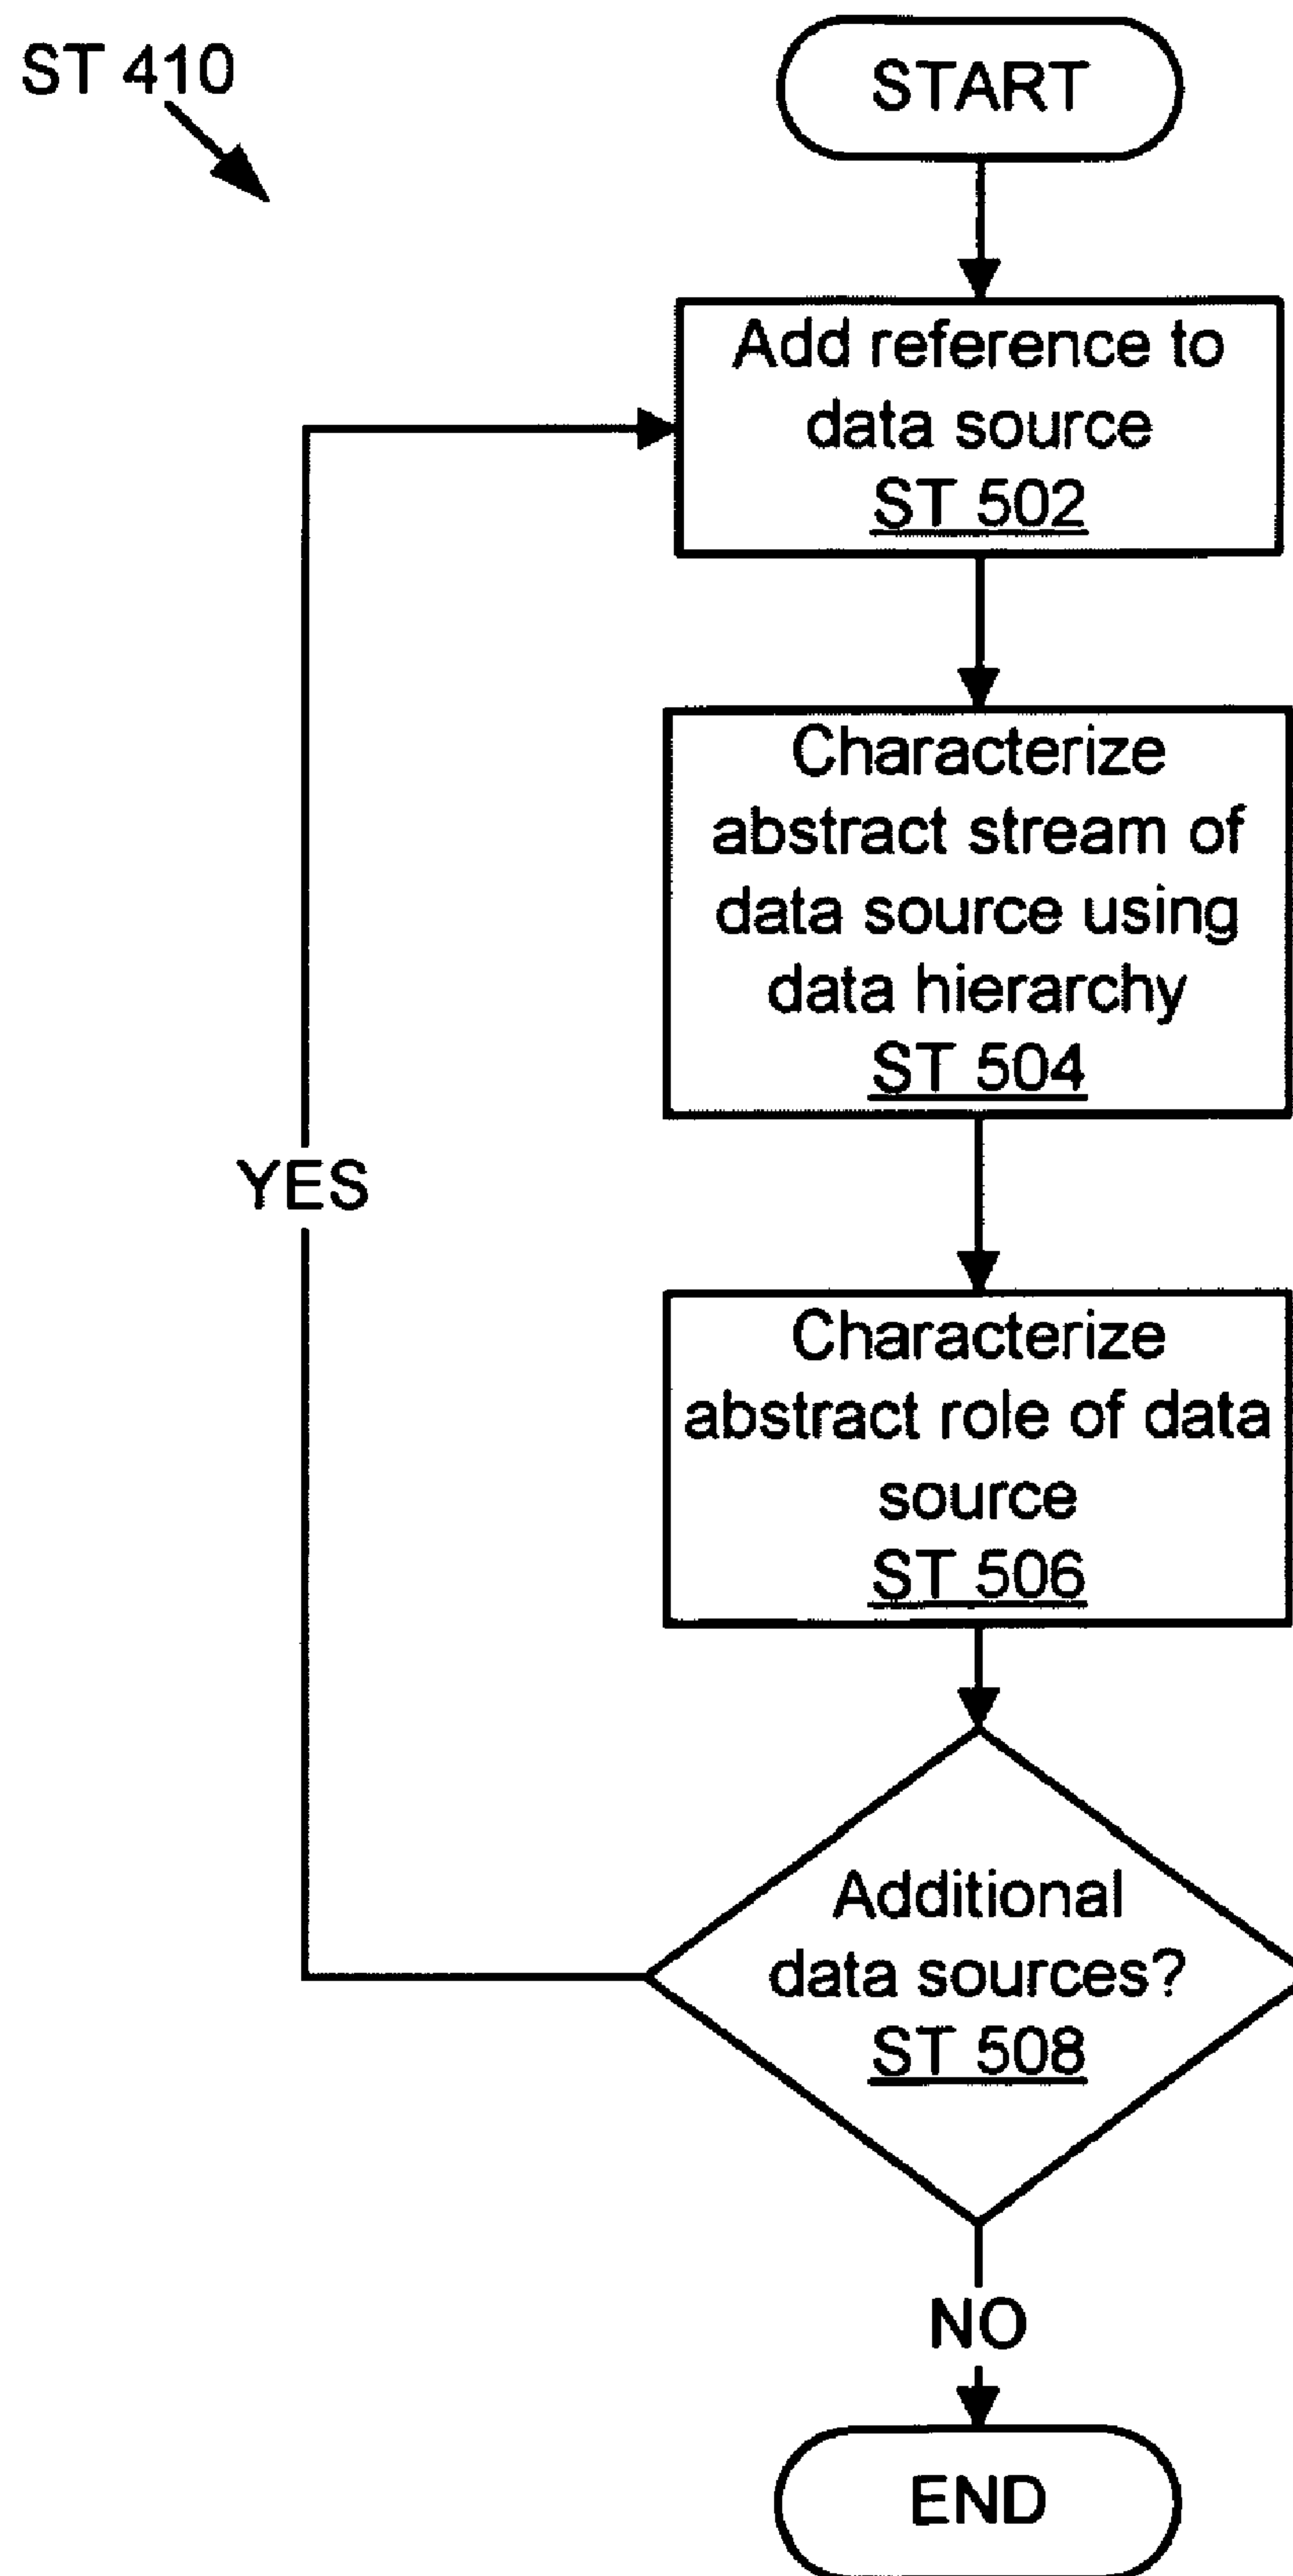 ST 410
START
Add reference to
data source
ST 502
Characterize
abstract stream of
data source using
data hierarchy
ST 504
YES
Characterize
abstract role of data
source
ST 506
Additional
data sources?
ST 508
NO
END